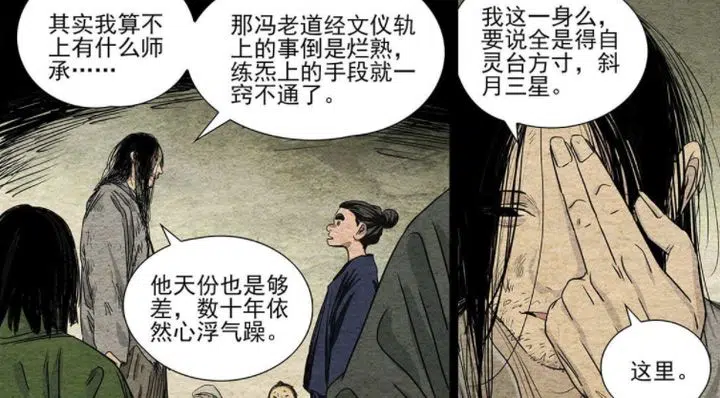 其实我算不
上有什么师
承……
那冯老道经文仪轨
上的事倒是烂熟，
练炁上的手段就一
窍不通了。
他天份也是够
差，数十年依
然心浮气躁。
我这一身么，
要说全是得自
灵台方寸，斜
月三星。
这里。